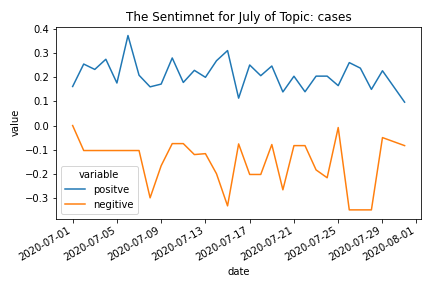 The Sentimnet for July of Topic: cases
value
0.4
0.3
0.2
0.1
0.0
−0.1
−0.2
−0.3
variable
positve
negitive
2020-07-01
2020-07-05
2020-07-09
2020-07-13
2020-07-17
2020-07-21
2020-07-25
2020-07-29
2020-08-01
date